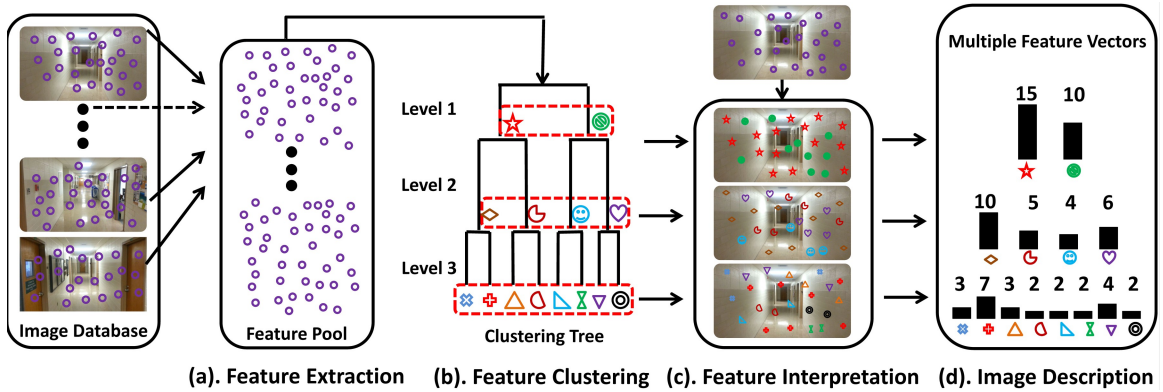 Multiple Feature Vectors
15 10
Level 1
Level 2
10 5 4 6
Level 3
3 7 3 2 2 2 4 2
Image Database
Feature Pool
Clustering Tree
(a). Feature Extraction
(b). Feature Clustering
(c). Feature Interpretation
(d). Image Description